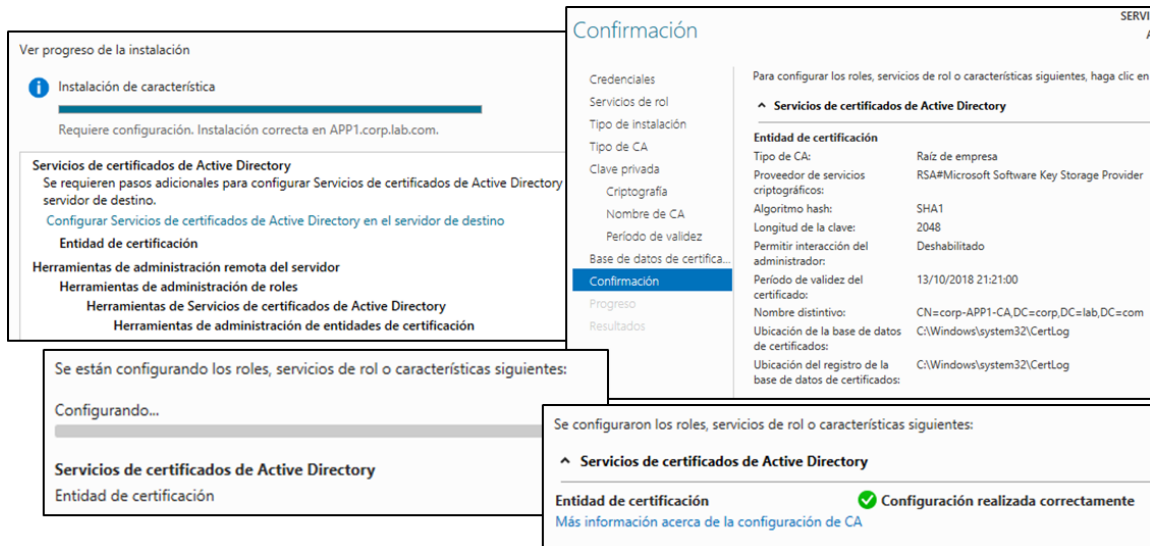 Ver progreso de la instalación
Instalación de característica
Requiere configuración. Instalación correcta en APP1.corp.lab.com.
Servicios de certificados de Active Directory
Se requieren pasos adicionales para configurar Servicios de certificados de Active Directory
servidor de destino.
Configurar Servicios de certificados de Active Directory en el servidor de destino
Entidad de certificación
Herramientas de administración remota del servidor
Herramientas de administración de roles
Herramientas de Servicios de certificados de Active Directory
Herramientas de administración de entidades de certificación
Confirmación
Credenciales
Servicios de rol
Tipo de instalación
Tipo de CA
Clave privada
Criptografía
Nombre de CA
Período de validez
Base de datos de certifica...
Confirmación
Progreso
Resultados
Para configurar los roles, servicios de rol o características siguientes, haga clic en
Servicios de certificados de Active Directory
Entidad de certificación
Tipo de CA: Raíz de empresa
Proveedor de servicios RSA#Microsoft Software Key Storage Provider
criptográficos:
Algoritmo hash: SHA1
Longitud de la clave: 2048
Permitir interacción del Deshabilitado
administrador:
Período de validez del 13/10/2018 21:21:00
certificado:
Nombre distintivo: CN=corp-APP1-CA,DC=corp,DC=lab,DC=com
Ubicación de la base de datos C:\Windows\system32\CertLog
de certificados:
Ubicación del registro de la C:\Windows\system32\CertLog
base de datos de certificados:
Se están configurando los roles, servicios de rol o características siguientes:
Configurando...
Servicios de certificados de Active Directory
Entidad de certificación
Se configuraron los roles, servicios de rol o características siguientes:
Servicios de certificados de Active Directory
Entidad de certificación Configuración realizada correctamente
Más información acerca de la configuración de CA